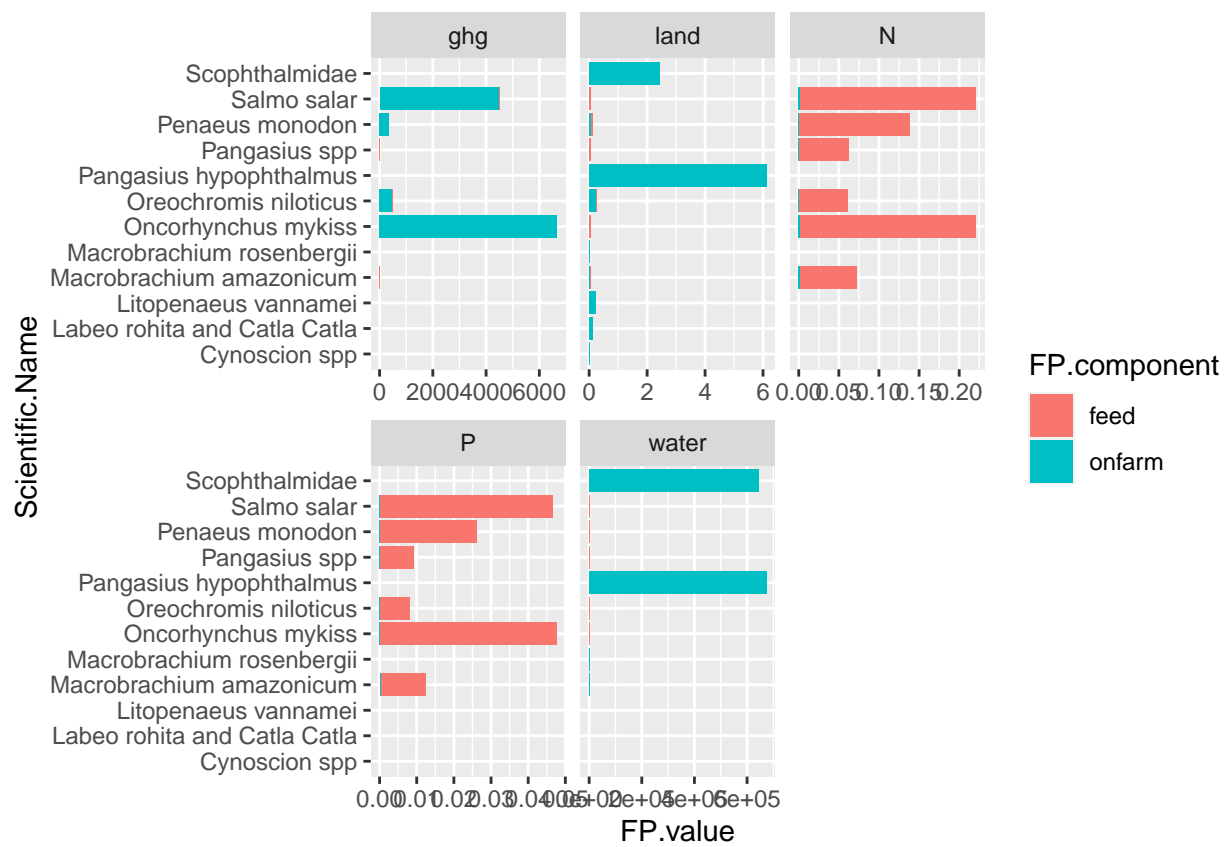 ghg
land
N
Scophthalmidae
Salmo salar
Penaeus monodon
Pangasius spp
Pangasius hypophthalmus
Oreochromis niloticus
Oncorhynchus mykiss
Macrobrachium rosenbergii
Macrobrachium amazonicum
Litopenaeus vannamei
Labeo rohita and Catla Catla
Cynoscion spp
0 2000 4000 6000
0 2 4 6
0.00 0.05 0.10 0.15 0.20
P
water
Scophthalmidae
Salmo salar
Penaeus monodon
Pangasius spp
Pangasius hypophthalmus
Oreochromis niloticus
Oncorhynchus mykiss
Macrobrachium rosenbergii
Macrobrachium amazonicum
Litopenaeus vannamei
Labeo rohita and Catla Catla
Cynoscion spp
0.00 0.01 0.02 0.03 0.04 0.05
0e+00 2e+05 4e+05 6e+05
FP.value
Scientific.Name
FP.component
feed
onfarm